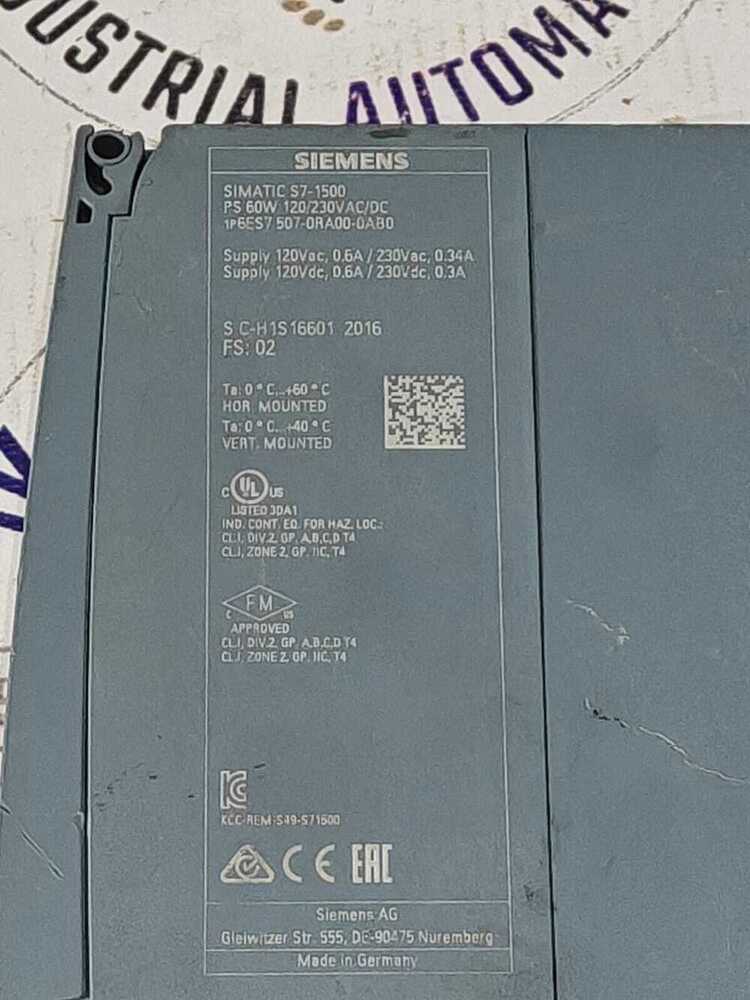 STRIAL AUTOMA
SIEMENS
SIMATIC S7-1500
PS 60W 120/230VAC/DC
1P6ES7 507-0RA00-0AB0
Supply 120Vac, 0.6A / 230Vac, 0.34A
Supply 120Vdc, 0.6A / 230Vdc, 0.3A
S C-H1S16601 2016
FS: 02
Ta: 0°C...+60°C
HOR. MOUNTED
Ta: 0°C...+40°C
VERT. MOUNTED
C UL US
LISTED 3DA1
IND. CONT. EQ. FOR HAZ. LOC.:
CL.I, DIV.2, GP. A,B,C,D T4
CL.I, ZONE 2, GP. IIC, T4
FM
C US
APPROVED
CL.I, DIV.2, GP. A,B,C,D T4
CL.I, ZONE 2, GP. IIC, T4
KCC-REM-S49-S71500
CE EAC
Siemens AG
Gleiwitzer Str. 555, DE-90475 Nuremberg
Made in Germany